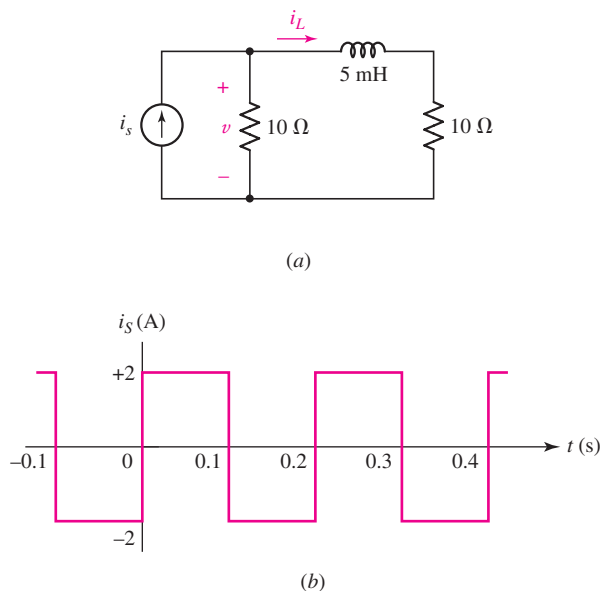 i_L
5 mH
+
i_s
v
10 Ω
10 Ω
−
(a)
i_S (A)
+2
−0.1
0
0.1
0.2
0.3
0.4
t (s)
−2
(b)